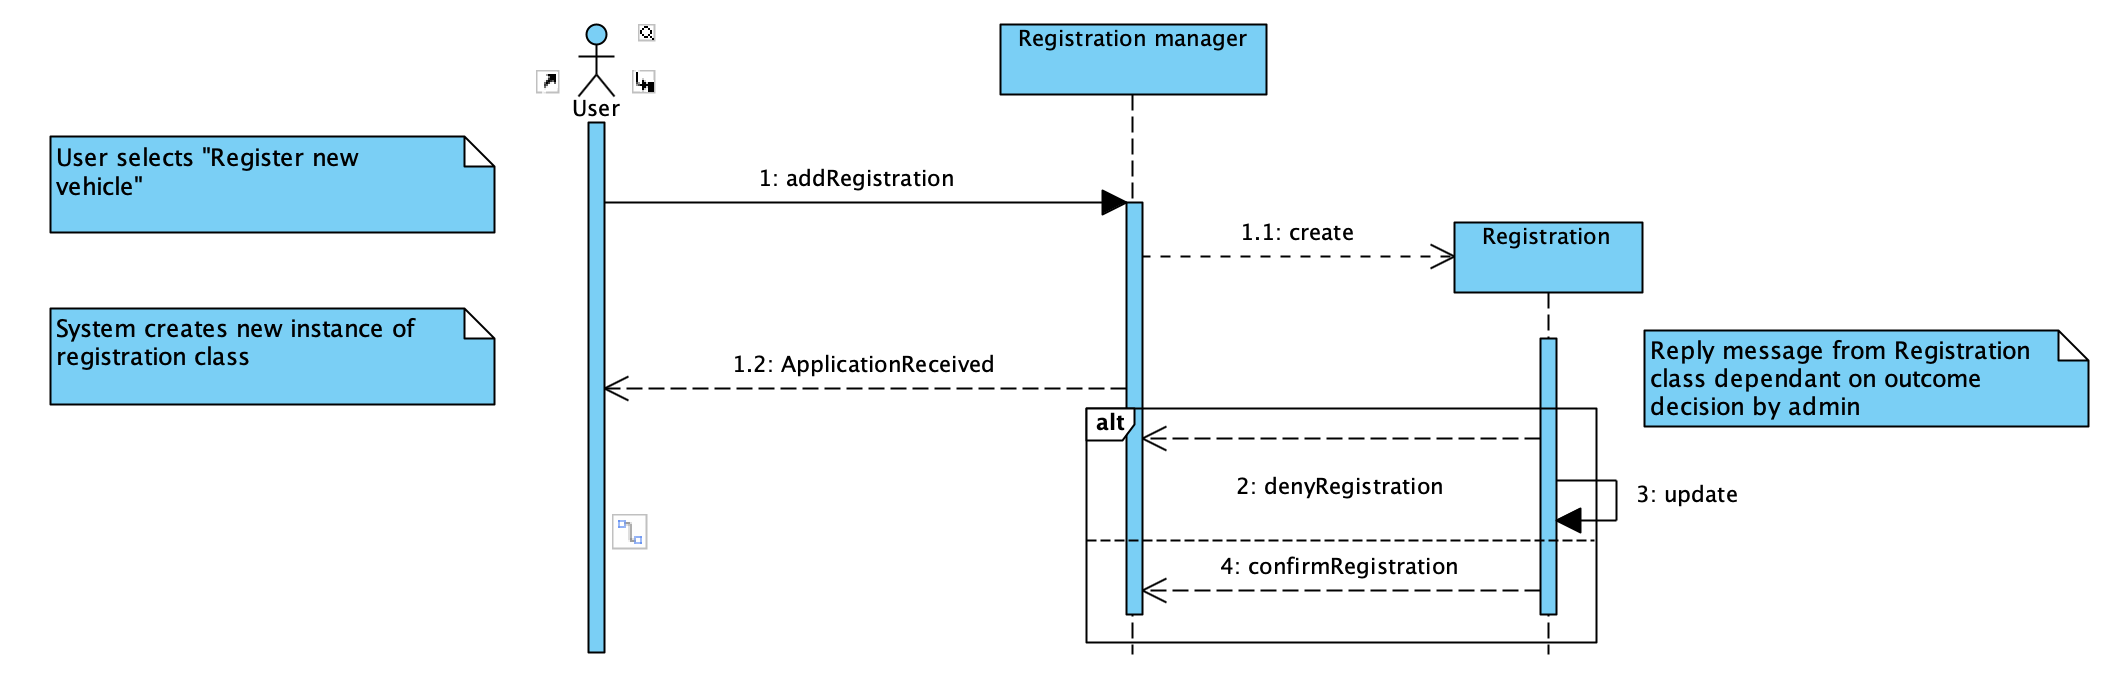 User
Registration manager
User selects "Register new
vehicle"
1: addRegistration
1.1: create
Registration
System creates new instance of
registration class
1.2: ApplicationReceived
Reply message from Registration
class dependant on outcome
decision by admin
alt
2: denyRegistration
3: update
4: confirmRegistration